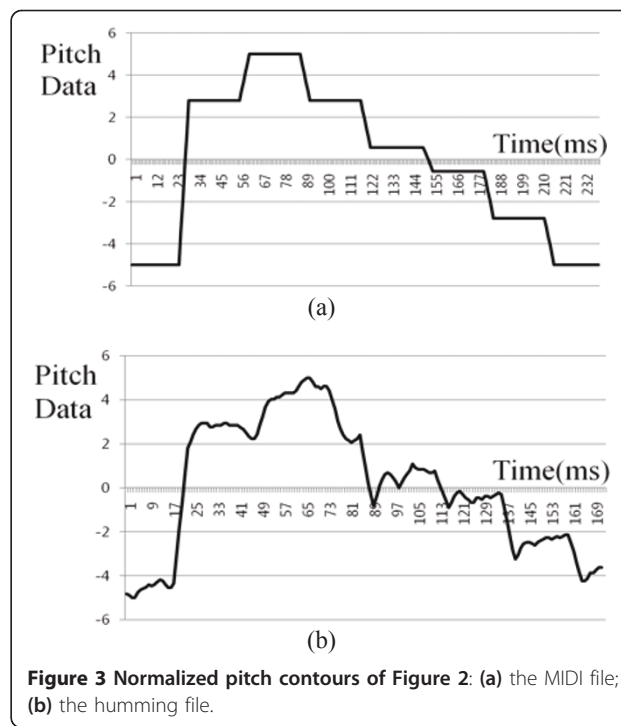 Pitch
Data
6
4
2
0
-2
-4
-6
Time(ms)
1 12 23 34 45 56 67 78 89 100 111 122 133 144 155 166 177 188 199 210 221 232
(a)
Pitch
Data
6
4
2
0
-2
-4
-6
Time(ms)
1 9 17 25 33 41 49 57 65 73 81 89 97 105 113 121 129 137 145 153 161 169
(b)
Figure 3 Normalized pitch contours of Figure 2: (a) the MIDI file;
(b) the humming file.